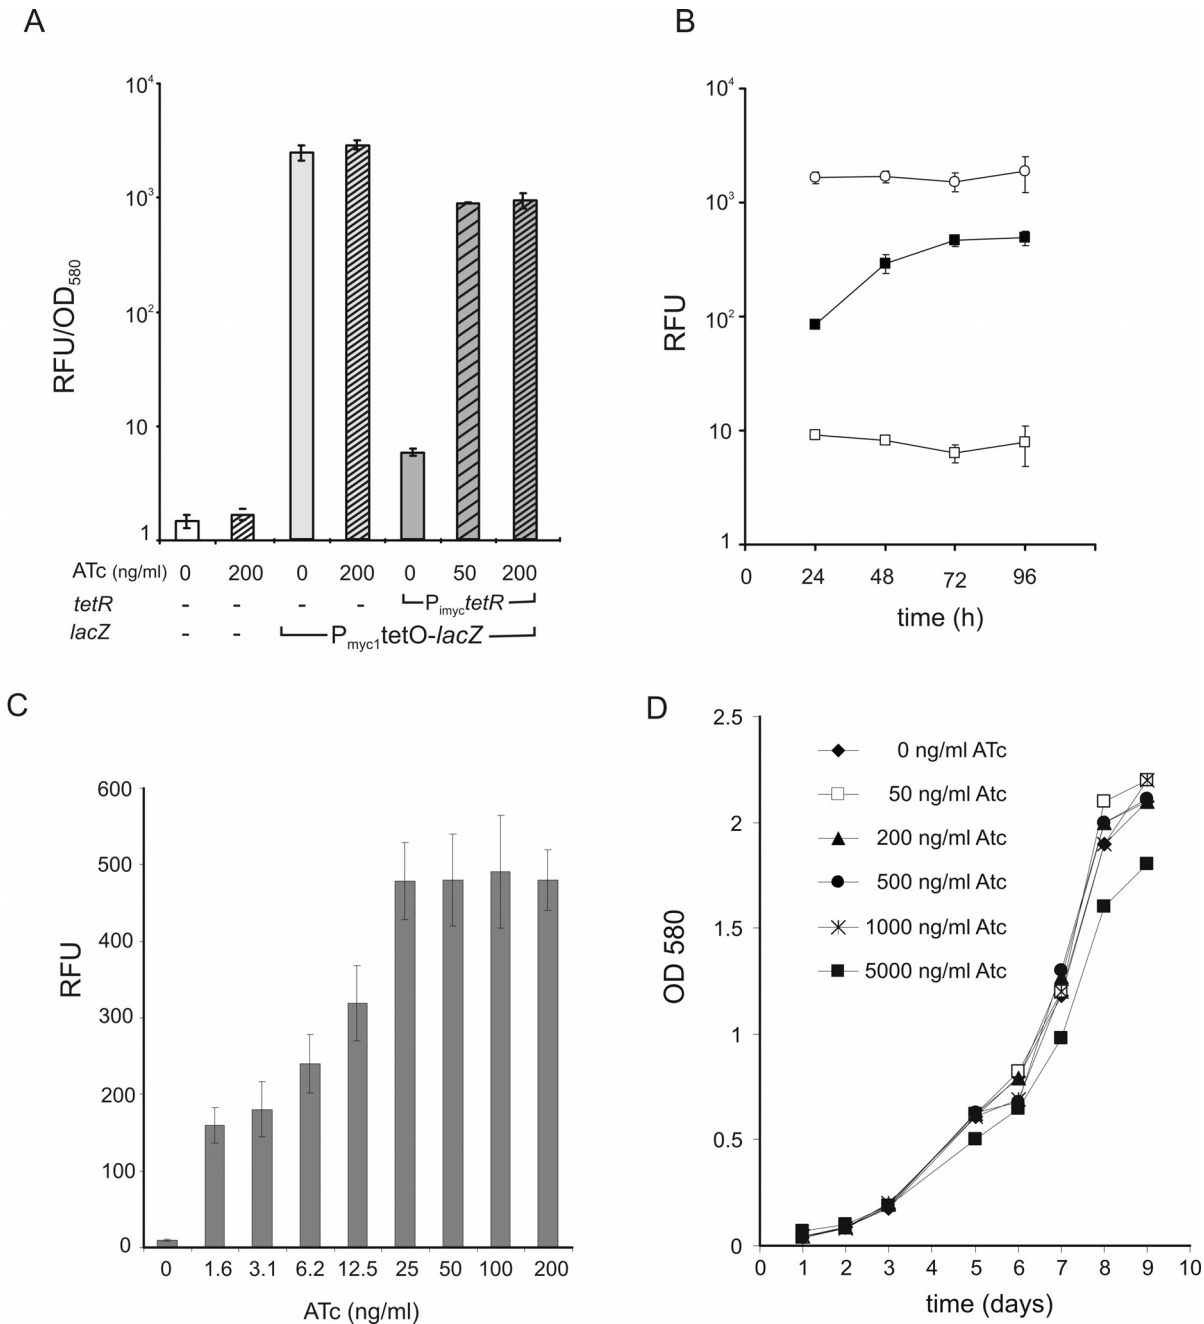 A
10^4
10^3
10^2
10
1
RFU/OD_580
ATc (ng/ml) 0 200 0 200 0 50 200
tetR - - - - P_imyc tetR
lacZ - - P_myc1 tetO-lacZ
B
10^4
10^3
10^2
10
1
RFU
0 24 48 72 96
time (h)
C
600
500
400
300
200
100
0
RFU
0 1.6 3.1 6.2 12.5 25 50 100 200
ATc (ng/ml)
D
2.5
2
1.5
1
0.5
0
OD 580
0 ng/ml ATc
50 ng/ml Atc
200 ng/ml Atc
500 ng/ml Atc
1000 ng/ml Atc
5000 ng/ml Atc
0 1 2 3 4 5 6 7 8 9 10
time (days)